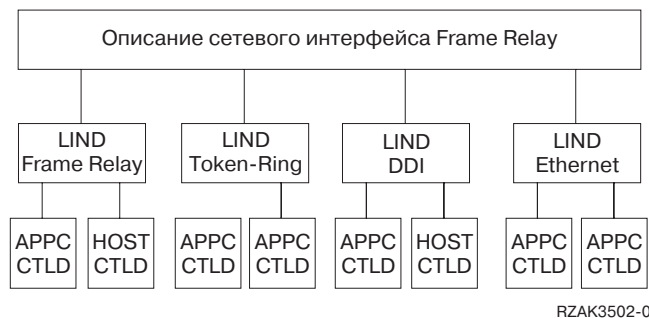 Описание сетевого интерфейса Frame Relay
LIND
Frame Relay
LIND
Token-Ring
LIND
DDI
LIND
Ethernet
APPC
CTLD
HOST
CTLD
APPC
CTLD
APPC
CTLD
APPC
CTLD
HOST
CTLD
APPC
CTLD
APPC
CTLD
RZAK3502-0